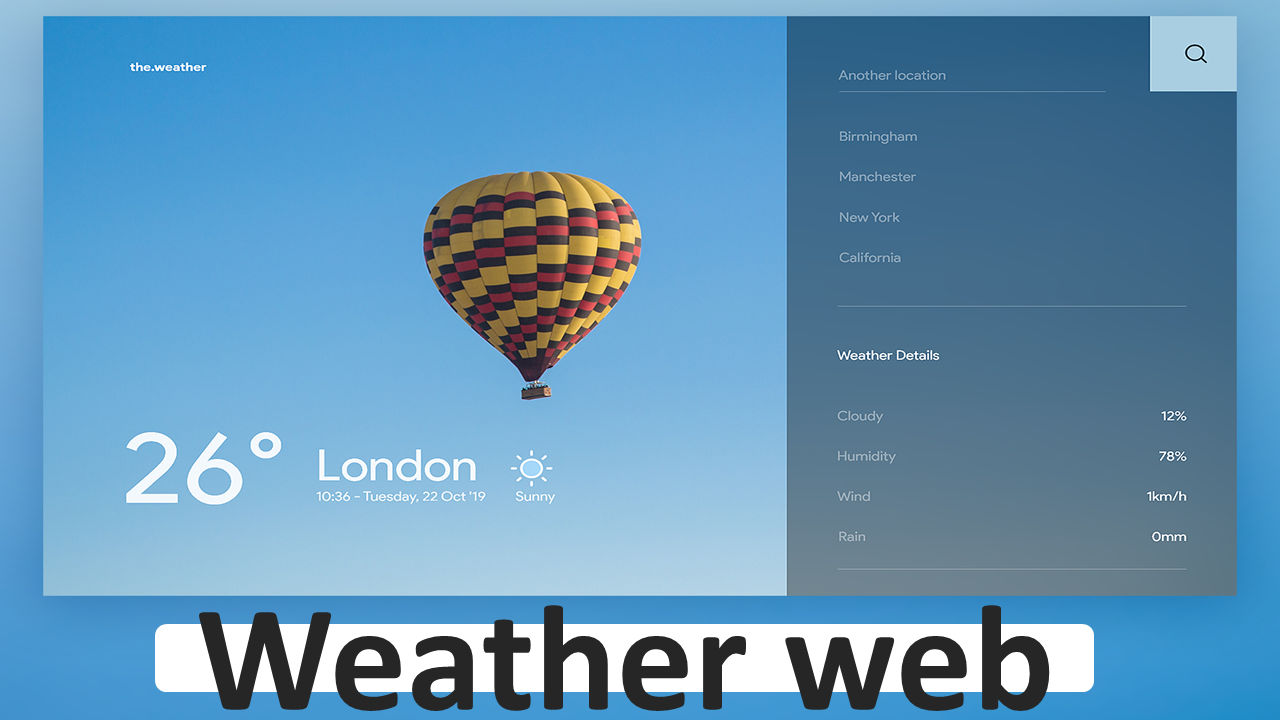 the.weather
26° London
10:36 - Tuesday, 22 Oct '19
Sunny
Another location
Birmingham
Manchester
New York
California
Weather Details
Cloudy 12%
Humidity 78%
Wind 1km/h
Rain 0mm
Weather web